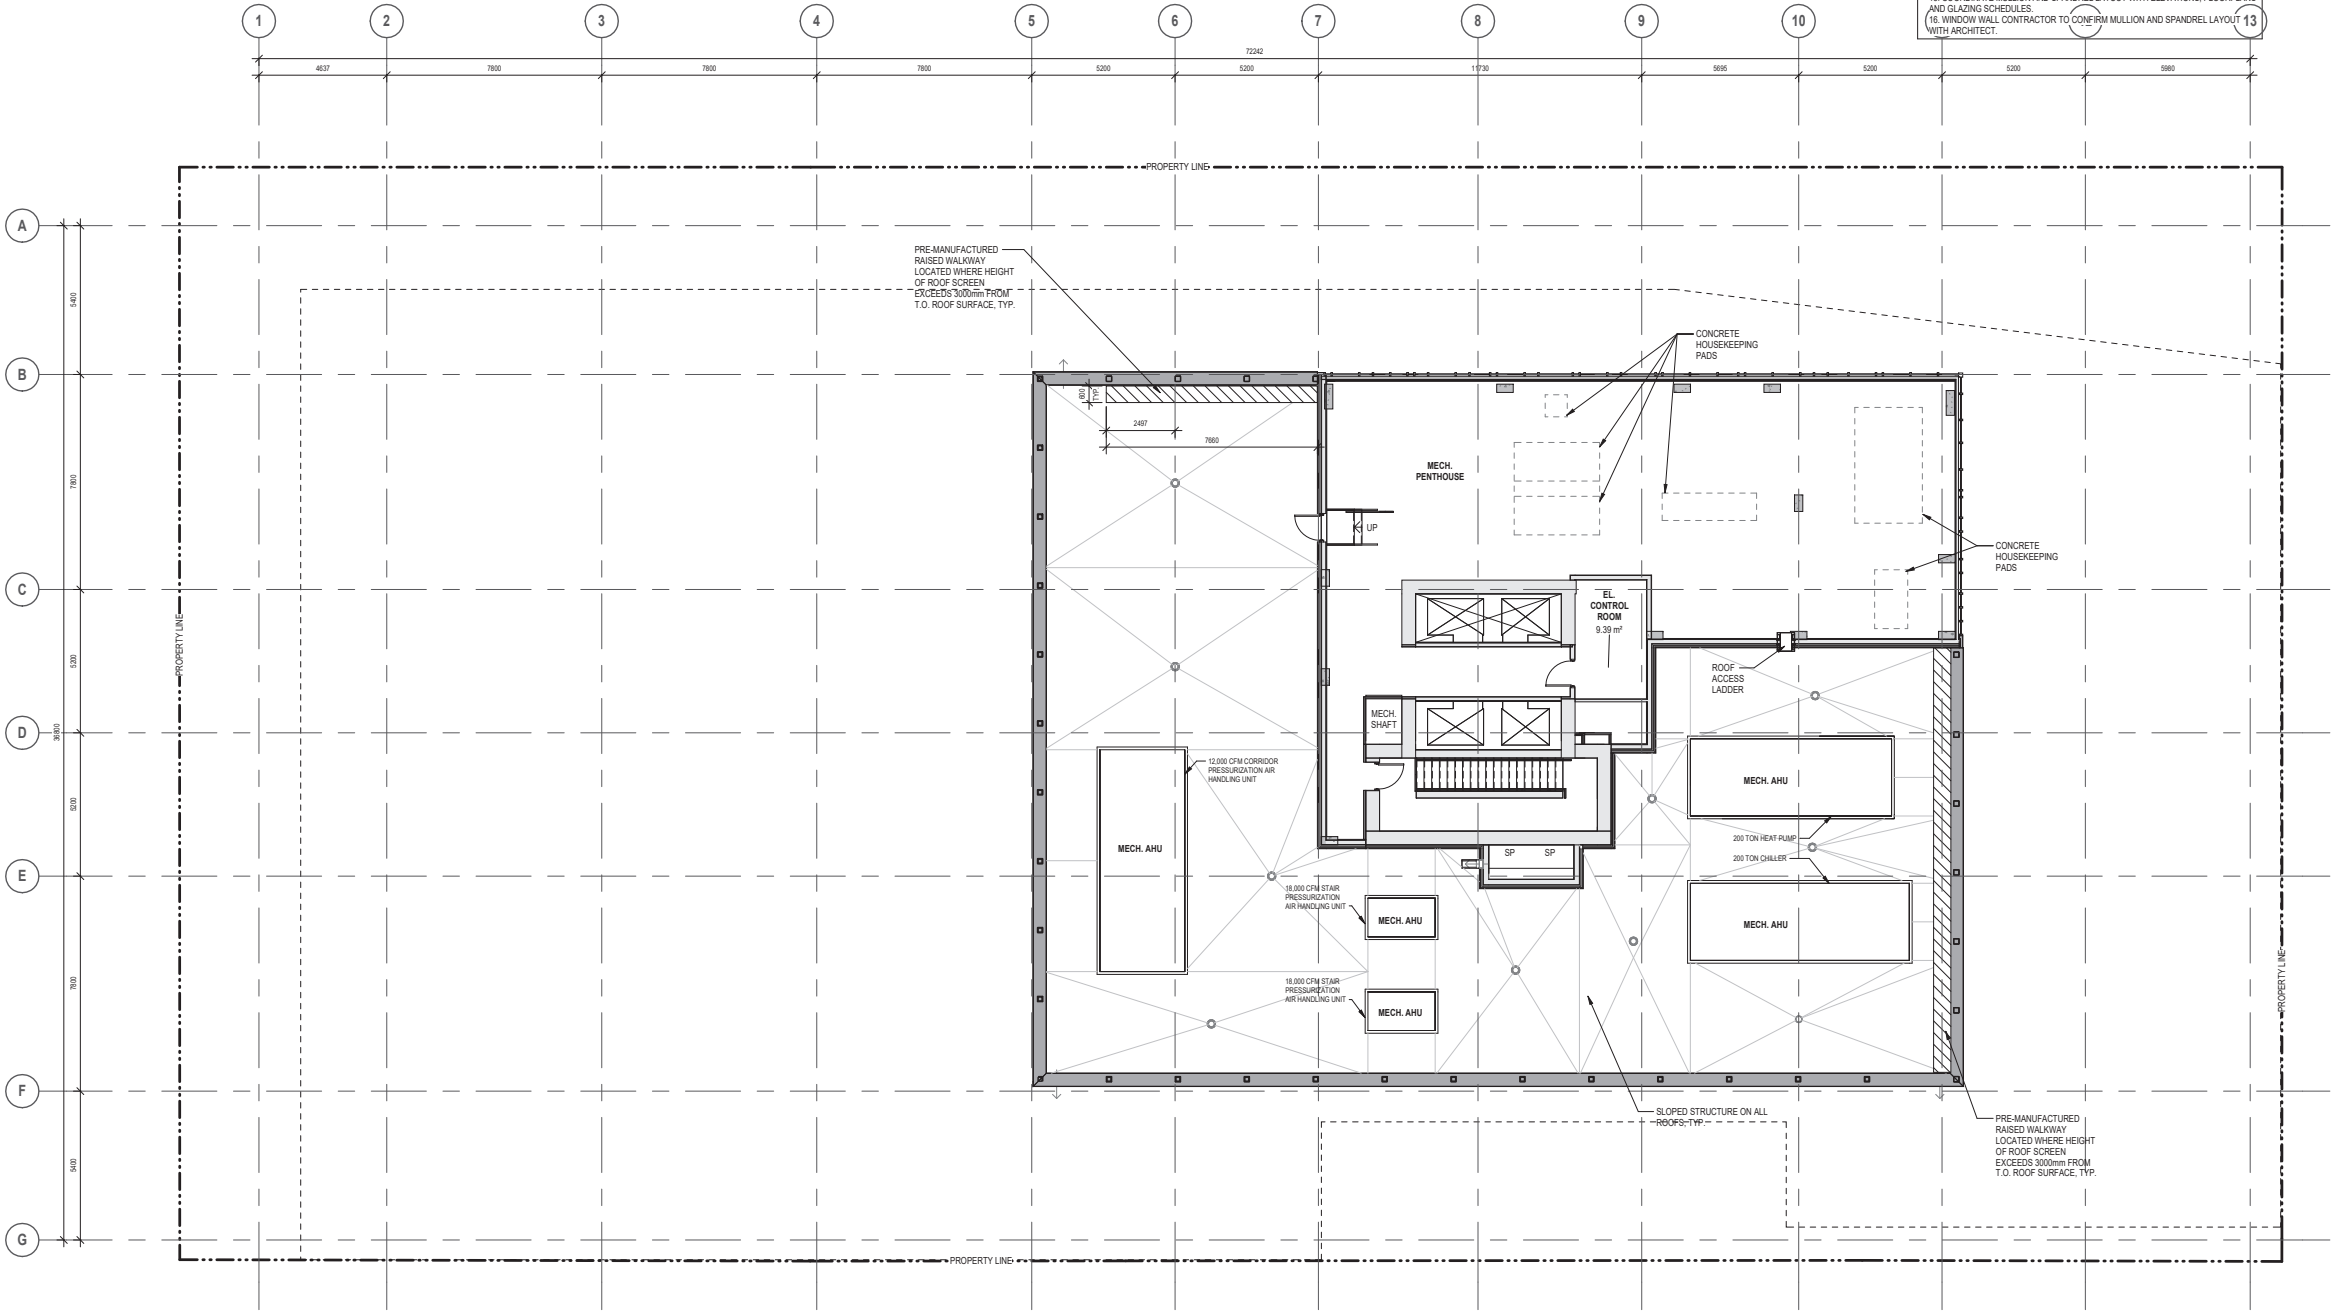 AND GLAZING SCHEDULES.
16. WINDOW WALL CONTRACTOR TO CONFIRM MULLION AND SPANDREL LAYOUT
WITH ARCHITECT.
1
2
3
4
5
6
7
8
9
10
13
72242
4637
7800
7800
7800
5200
5200
11730
5695
5200
5200
5980
PROPERTY LINE
A
B
C
D
E
F
G
5400
7800
5200
5200
7800
5400
PROPERTY LINE
PRE-MANUFACTURED
RAISED WALKWAY
LOCATED WHERE HEIGHT
OF ROOF SCREEN
EXCEEDS 3000mm FROM
T.O. ROOF SURFACE, TYP.
CONCRETE
HOUSEKEEPING
PADS
600
TYP
2497
7660
MECH.
PENTHOUSE
UP
CONCRETE
HOUSEKEEPING
PADS
EL.
CONTROL
ROOM
9.39 m²
ROOF
ACCESS
LADDER
MECH.
SHAFT
12,000 CFM CORRIDOR
PRESSURIZATION AIR
HANDLING UNIT
MECH. AHU
MECH. AHU
200 TON HEAT PUMP
200 TON CHILLER
SP
SP
18,000 CFM STAIR
PRESSURIZATION
AIR HANDLING UNIT
MECH. AHU
MECH. AHU
18,000 CFM STAIR
PRESSURIZATION
AIR HANDLING UNIT
MECH. AHU
PROPERTY LINE
SLOPED STRUCTURE ON ALL
ROOFS, TYP.
PRE-MANUFACTURED
RAISED WALKWAY
LOCATED WHERE HEIGHT
OF ROOF SCREEN
EXCEEDS 3000mm FROM
T.O. ROOF SURFACE, TYP.
PROPERTY LINE